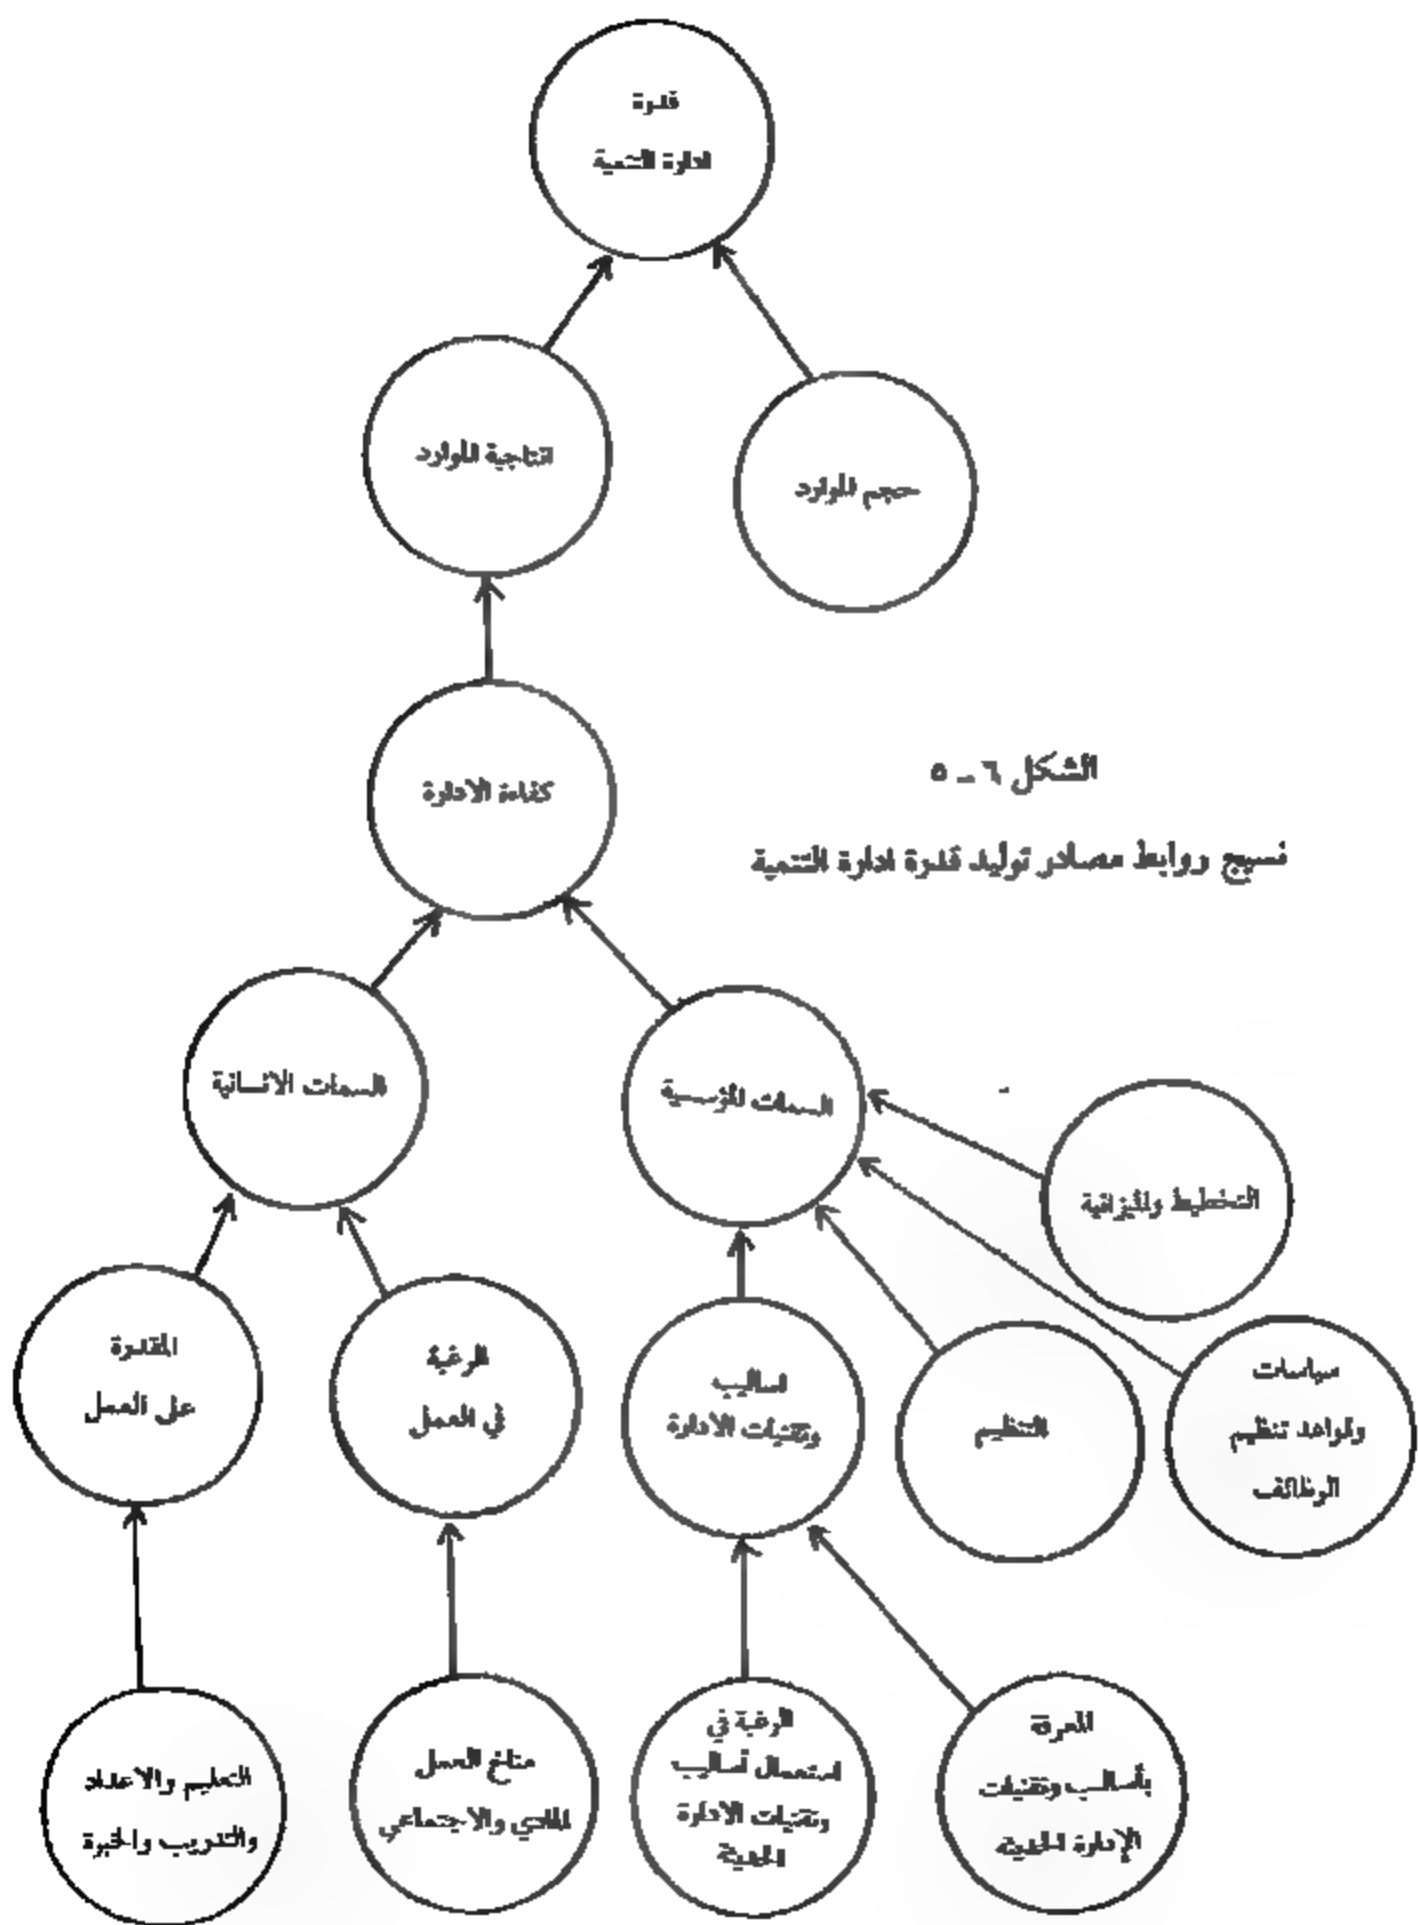 قدرة
ادارة التنمية
انتاجية الموارد
حجم الموارد
كفاءة الادارة
الشكل ٦ - ٥
نسيج روابط مصادر توليد قدرة ادارة التنمية
السمات الانسانية
السمات المؤسسية
التخطيط والميزانية
المقدرة
على العمل
الرغبة
في العمل
اساليب
وتقنيات الادارة
التنظيم
سياسات
وقواعد تنظيم
الوظائف
التعليم والاعداد
والتدريب والخبرة
مناخ العمل
المادي والاجتماعي
الرغبة في
استعمال أساليب
وتقنيات الادارة
الحديثة
المعرفة
بأساليب وتقنيات
الإدارة الحديثة